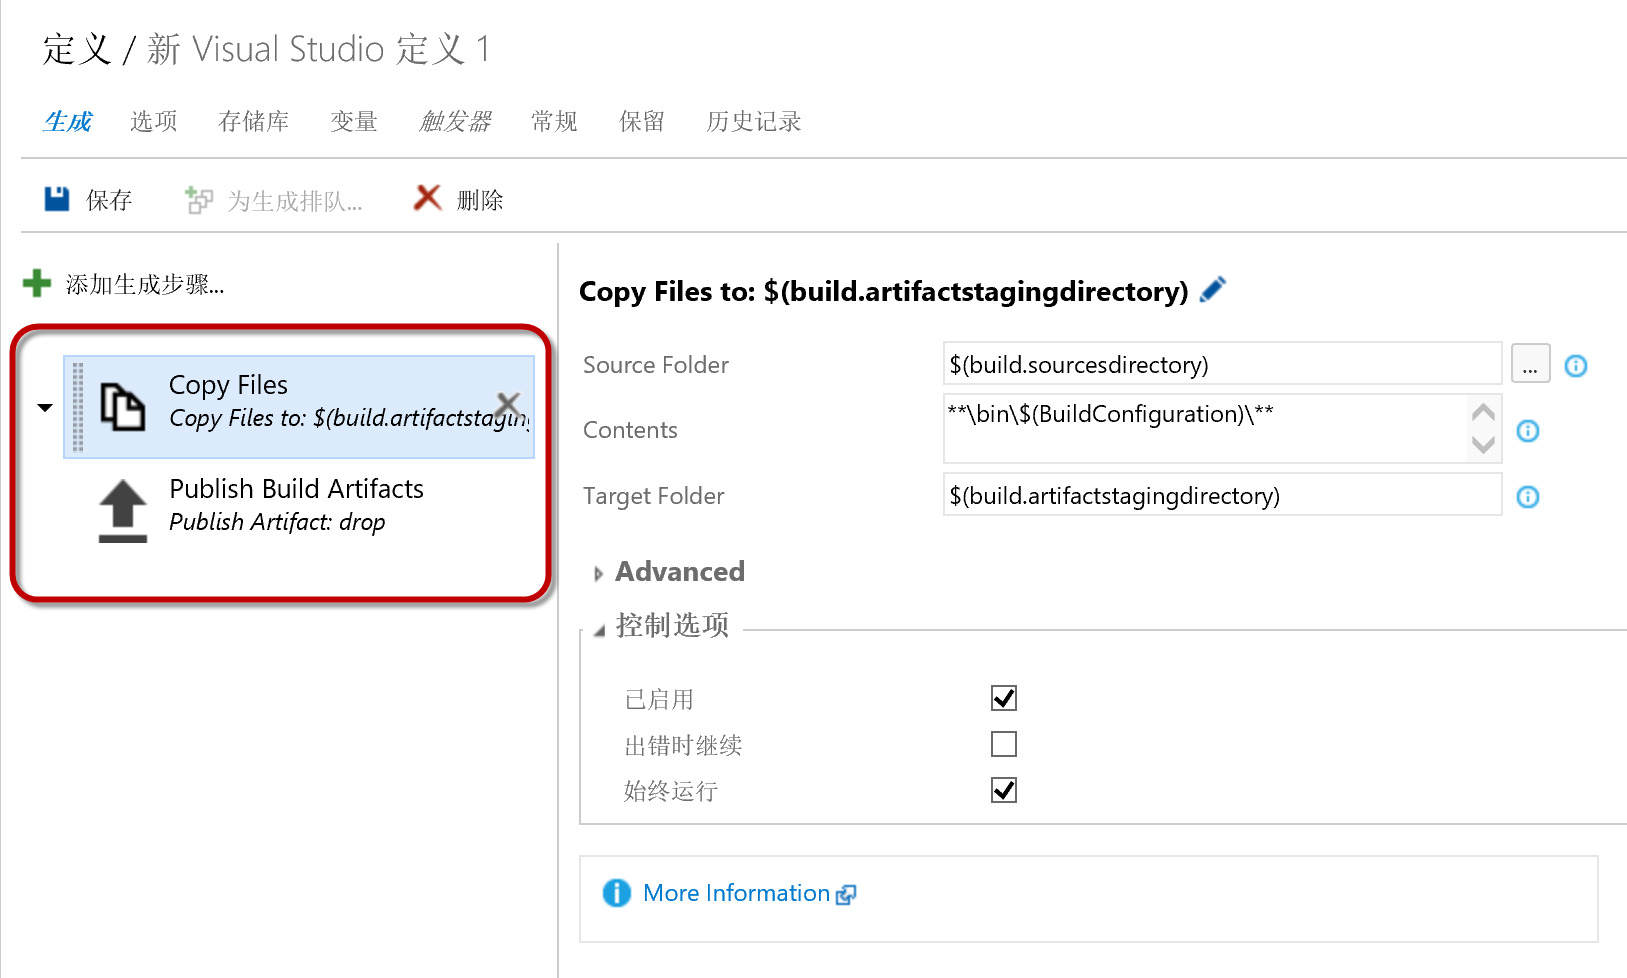 定义 / 新 Visual Studio 定义 1
生成 选项 存储库 变量 触发器 常规 保留 历史记录
保存 为生成排队... 删除
添加生成步骤...
Copy Files
Copy Files to: $(build.artifactstaging
Publish Build Artifacts
Publish Artifact: drop
Copy Files to: $(build.artifactstagingdirectory)
Source Folder $(build.sourcesdirectory) ...
Contents **\bin\$(BuildConfiguration)\**
Target Folder $(build.artifactstagingdirectory)
Advanced
控制选项
已启用
出错时继续
始终运行
More Information